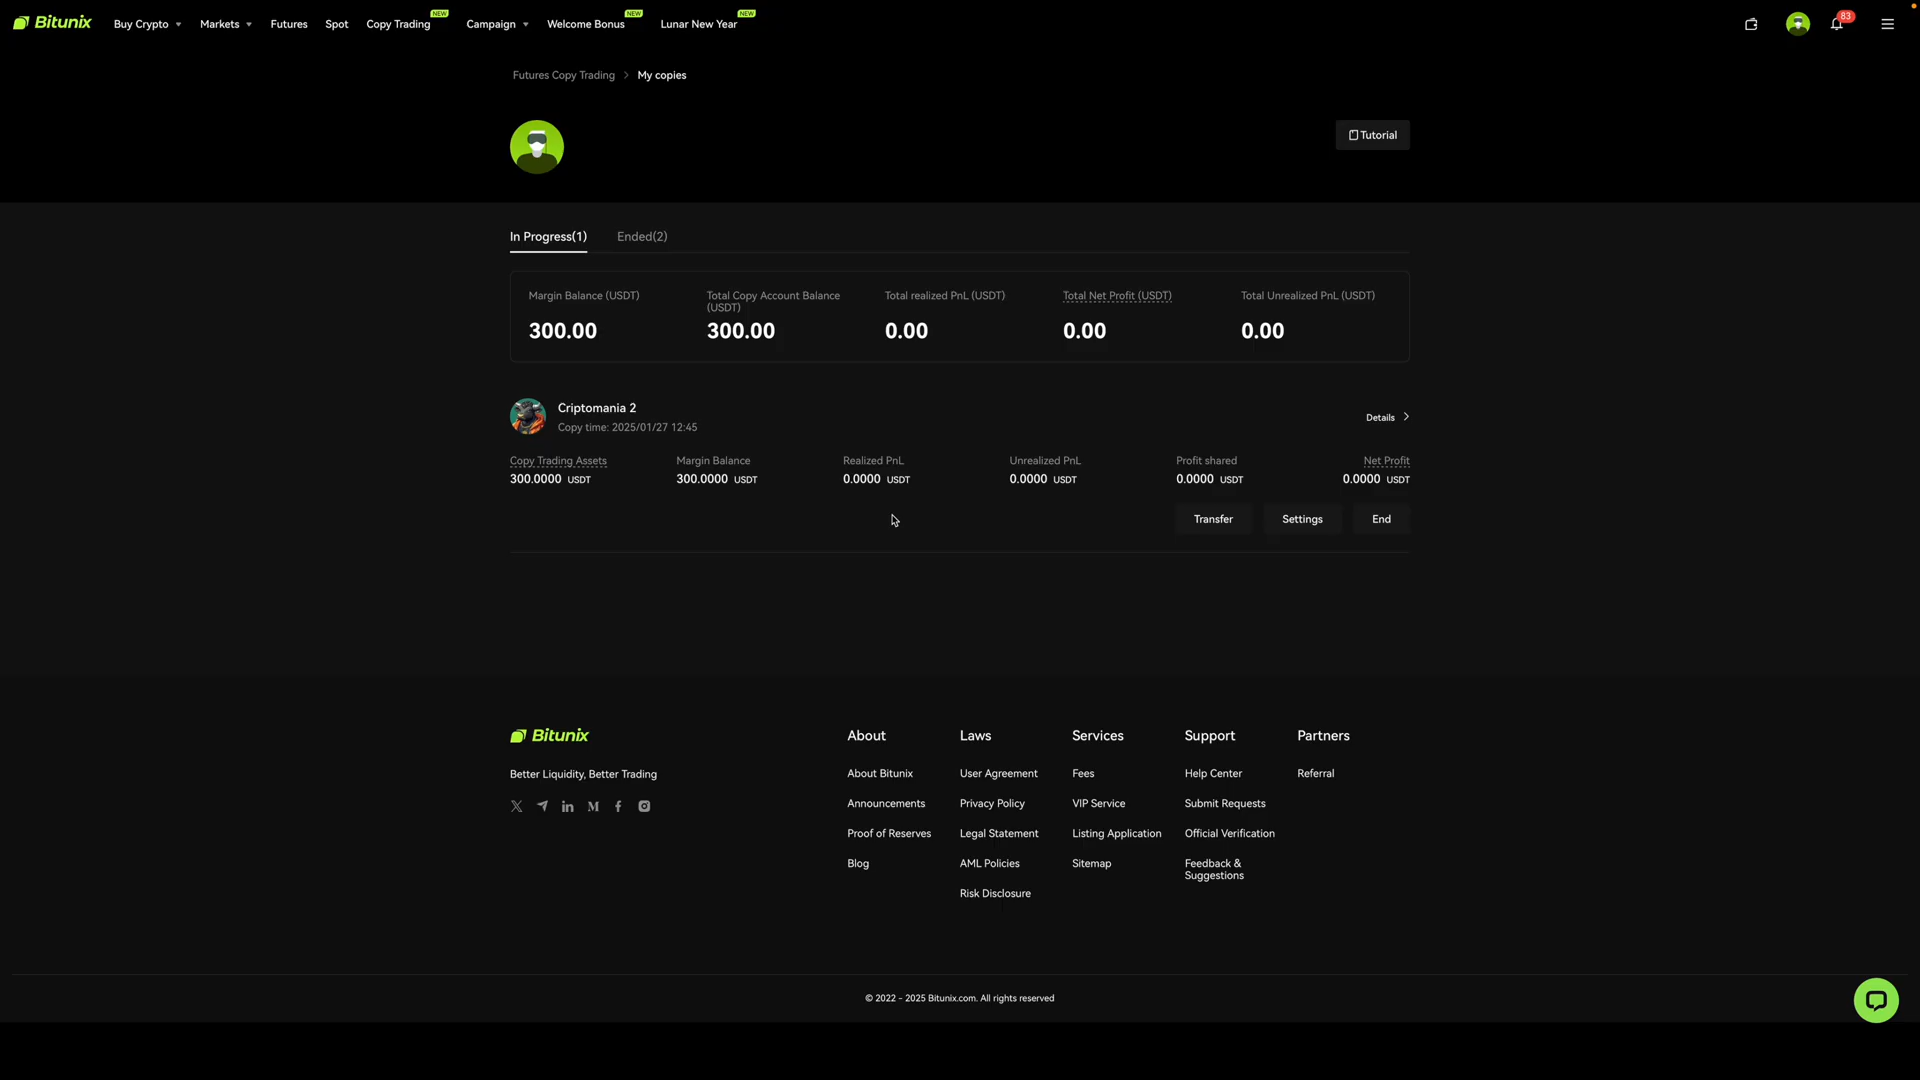 Bitunix Buy Crypto Markets Futures Spot Copy Trading NEW Campaign Welcome Bonus NEW Lunar New Year NEW 83
Futures Copy Trading > My copies
Tutorial
In Progress(1) Ended(2)
Margin Balance (USDT)
300.00
Total Copy Account Balance
(USDT)
300.00
Total realized PnL (USDT)
0.00
Total Net Profit (USDT)
0.00
Total Unrealized PnL (USDT)
0.00
Criptomania 2
Copy time: 2025/01/27 12:45
Details >
Copy Trading Assets Margin Balance Realized PnL Unrealized PnL Profit shared Net Profit
300.0000 USDT 300.0000 USDT 0.0000 USDT 0.0000 USDT 0.0000 USDT 0.0000 USDT
Transfer Settings End
Bitunix
Better Liquidity, Better Trading
About
About Bitunix
Announcements
Proof of Reserves
Blog
Laws
User Agreement
Privacy Policy
Legal Statement
AML Policies
Risk Disclosure
Services
Fees
VIP Service
Listing Application
Sitemap
Support
Help Center
Submit Requests
Official Verification
Feedback &
Suggestions
Partners
Referral
© 2022 - 2025 Bitunix.com. All rights reserved